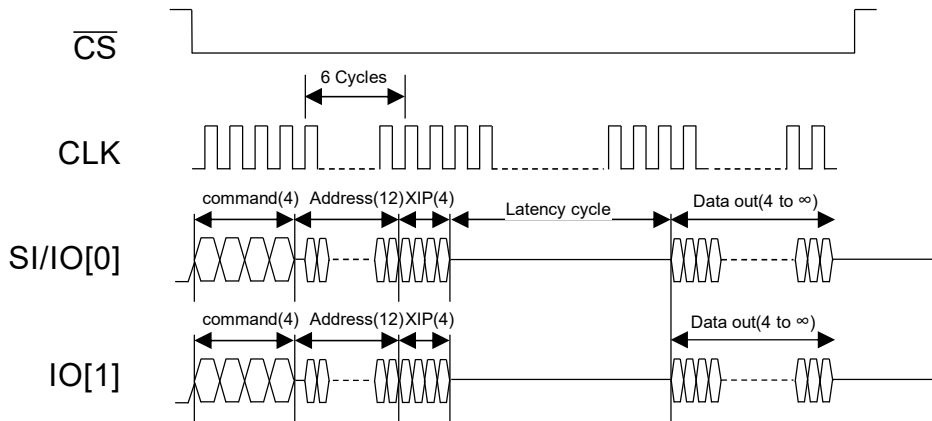 CS
6 Cycles
CLK
command(4) Address(12) XIP(4) Latency cycle Data out(4 to ∞)
SI/IO[0]
command(4) Address(12) XIP(4) Data out(4 to ∞)
IO[1]